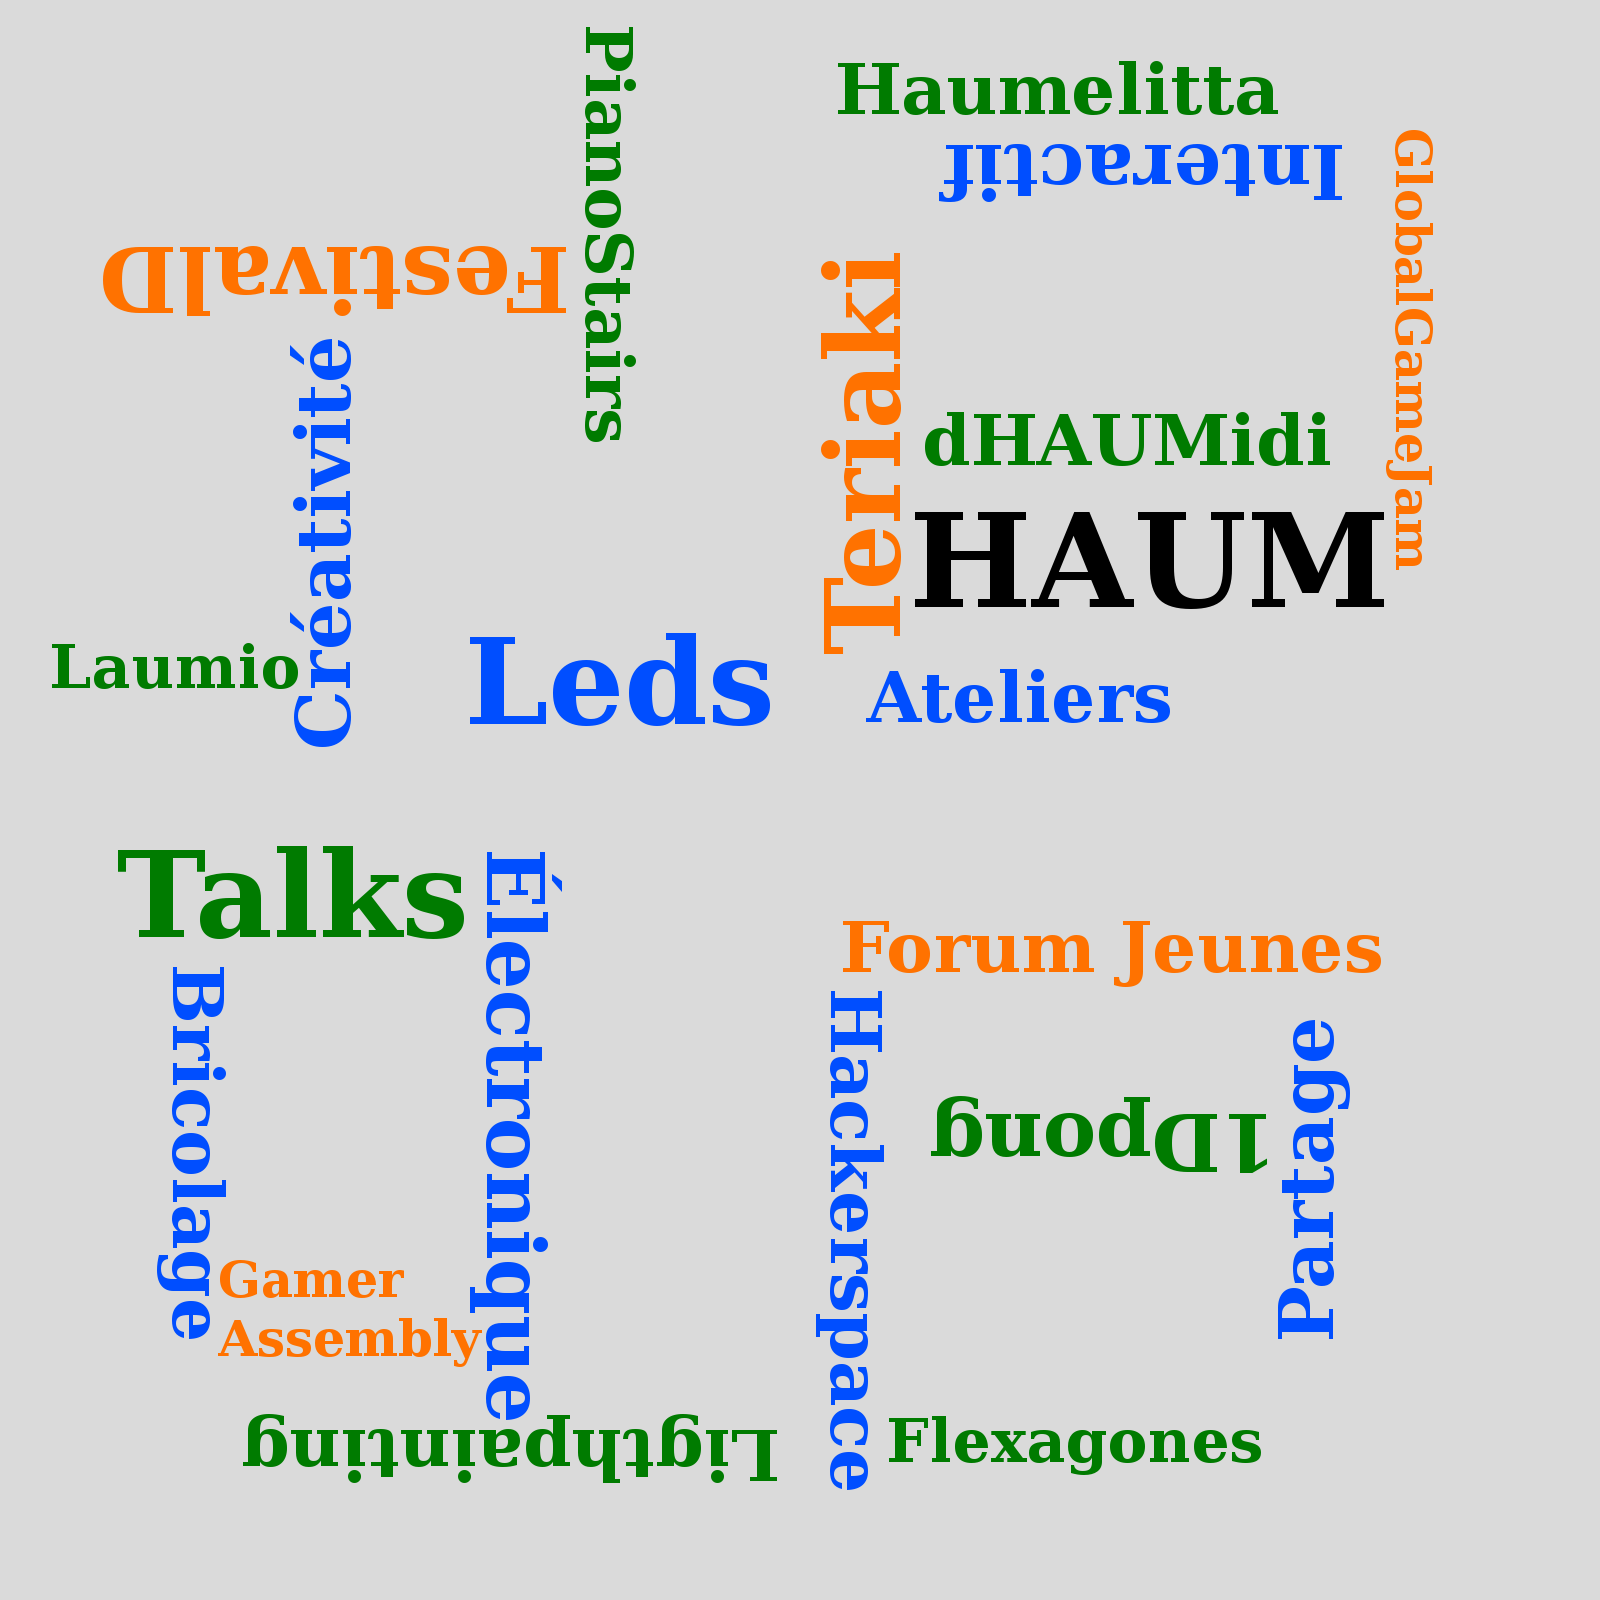 PianoStairs
Haumelitta
Interactif
GlobalGameJam
FestivalD
Teriaki
Créativité
dHAUMidi
HAUM
Laumio
Leds
Ateliers
Talks
Électronique
Forum Jeunes
Bricolage
Hackerspace
Partage
1Dpong
Gamer
Assembly
Ligthpainting
Flexagones